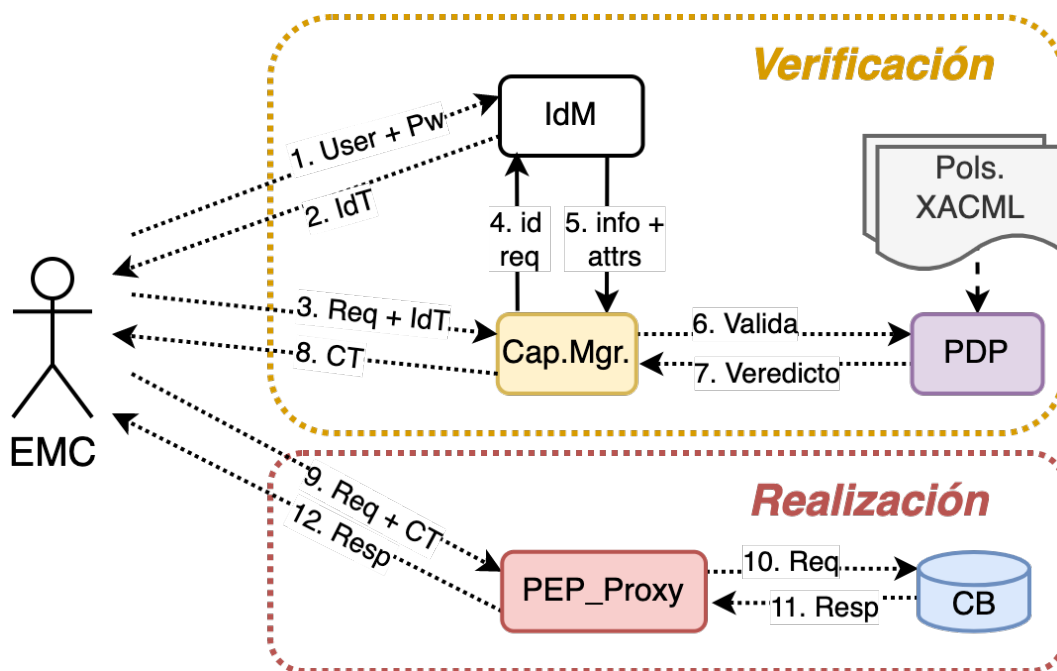 Verificación
IdM
1. User + Pw
2. IdT
Pols.
XACML
4. id
req
5. info +
attrs
3. Req + IdT
8. CT
Cap.Mgr.
6. Valida
7. Veredicto
PDP
EMC
Realización
9. Req + CT
12. Resp
PEP_Proxy
10. Req
11. Resp
CB